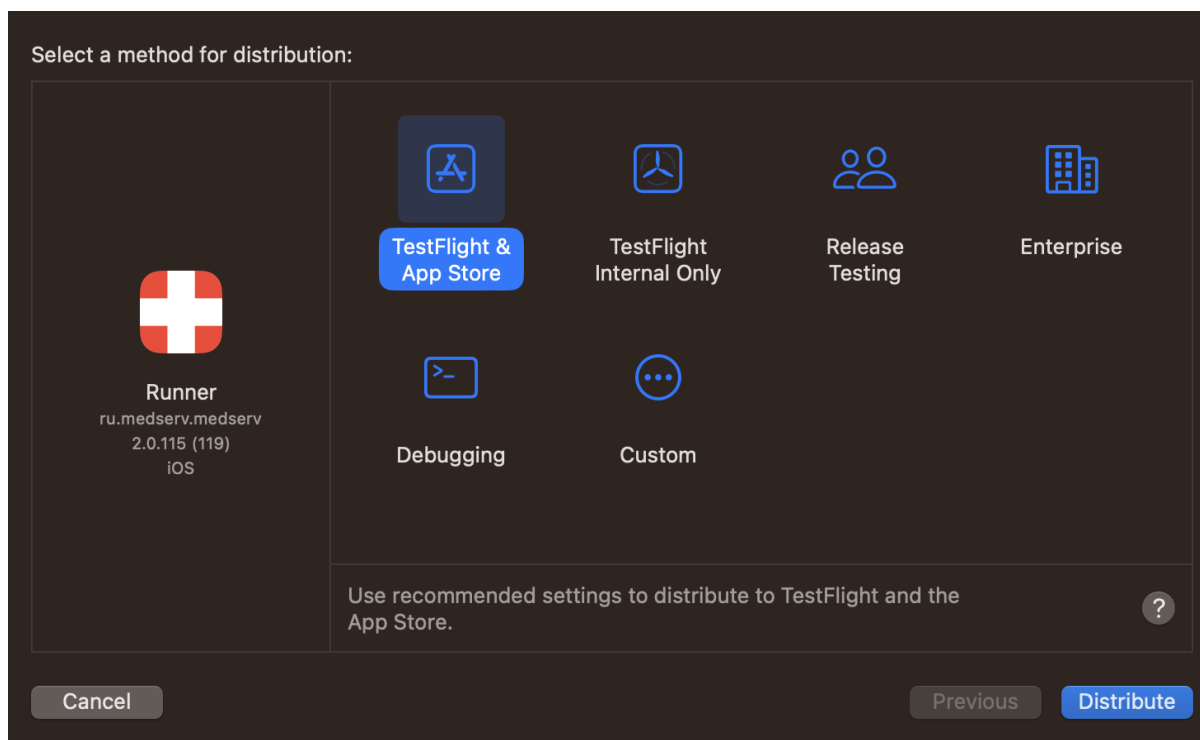 Select a method for distribution:
TestFlight &
App Store
TestFlight
Internal Only
Release
Testing
Enterprise
Runner
ru.medserv.medserv
2.0.115 (119)
iOS
>_
Debugging
Custom
Use recommended settings to distribute to TestFlight and the
App Store.
?
Cancel
Previous
Distribute